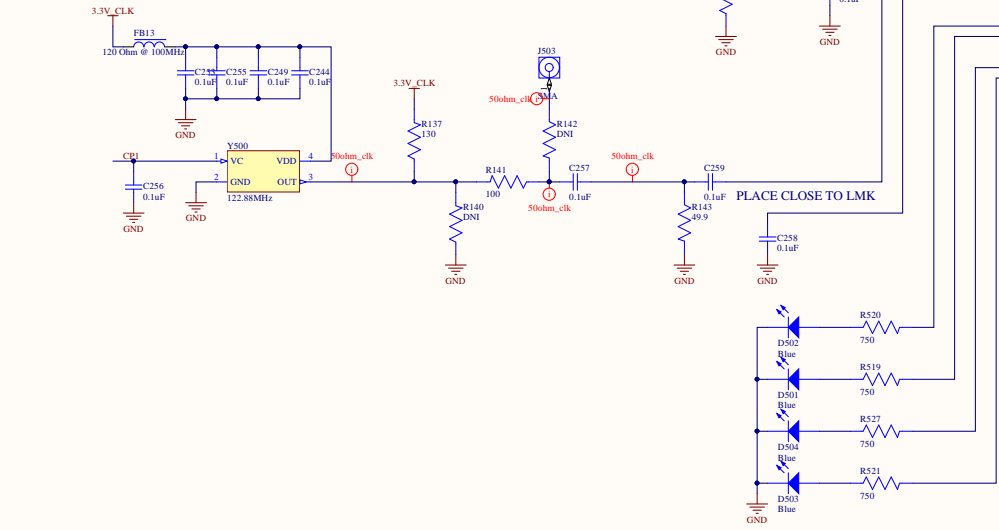 0.1uF
GND
GND
3.3V_CLK
FB13
120 Ohm @ 100MHz
C255
C249
C244
0.1uF
0.1uF
0.1uF
0.1uF
GND
J503
SMA
50ohm_clk
i
3.3V_CLK
R137
130
R142
DNI
CP1
Y500
1
VC
VDD
4
2
GND
OUT
3
122.88MHz
C256
0.1uF
GND
GND
50ohm_clk
i
R141
100
R140
DNI
GND
i
50ohm_clk
C257
0.1uF
50ohm_clk
i
C259
0.1uF
R143
49.9
GND
PLACE CLOSE TO LMK
C258
0.1uF
GND
D502
Blue
R520
750
D501
Blue
R519
750
D504
Blue
R527
750
D503
Blue
R521
750
GND